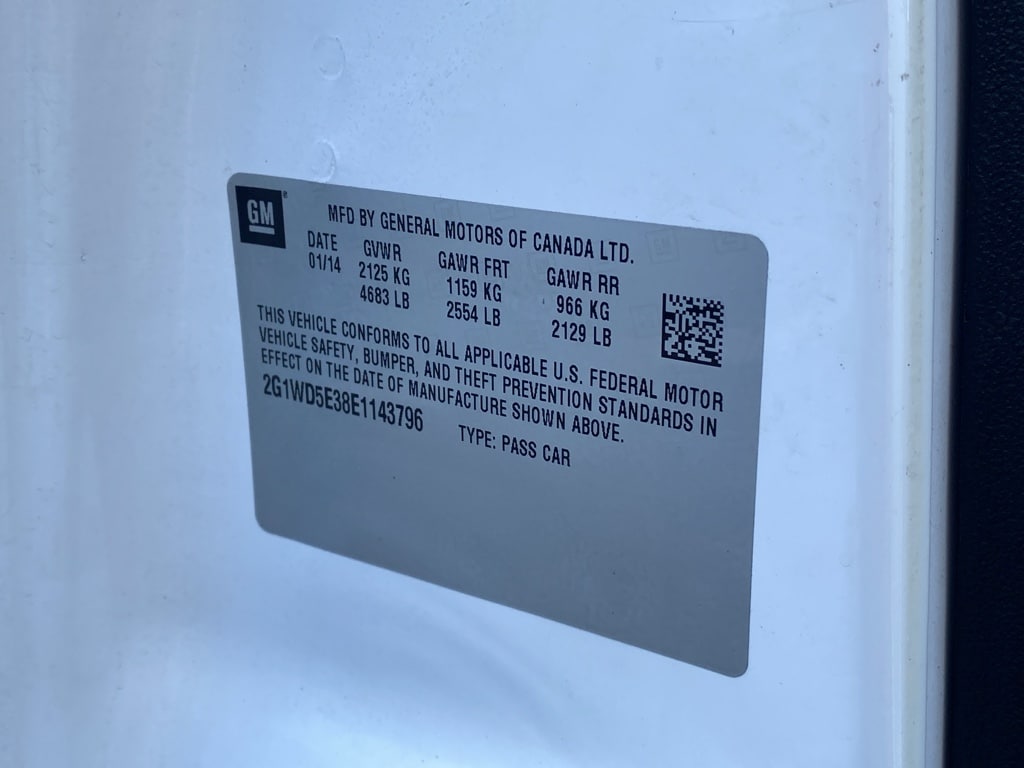 GM
MFD BY GENERAL MOTORS OF CANADA LTD.
DATE GVWR GAWR FRT GAWR RR
01/14 2125 KG 1159 KG 966 KG
4683 LB 2554 LB 2129 LB
THIS VEHICLE CONFORMS TO ALL APPLICABLE U.S. FEDERAL MOTOR
VEHICLE SAFETY, BUMPER, AND THEFT PREVENTION STANDARDS IN
EFFECT ON THE DATE OF MANUFACTURE SHOWN ABOVE.
2G1WD5E38E1143796 TYPE: PASS CAR